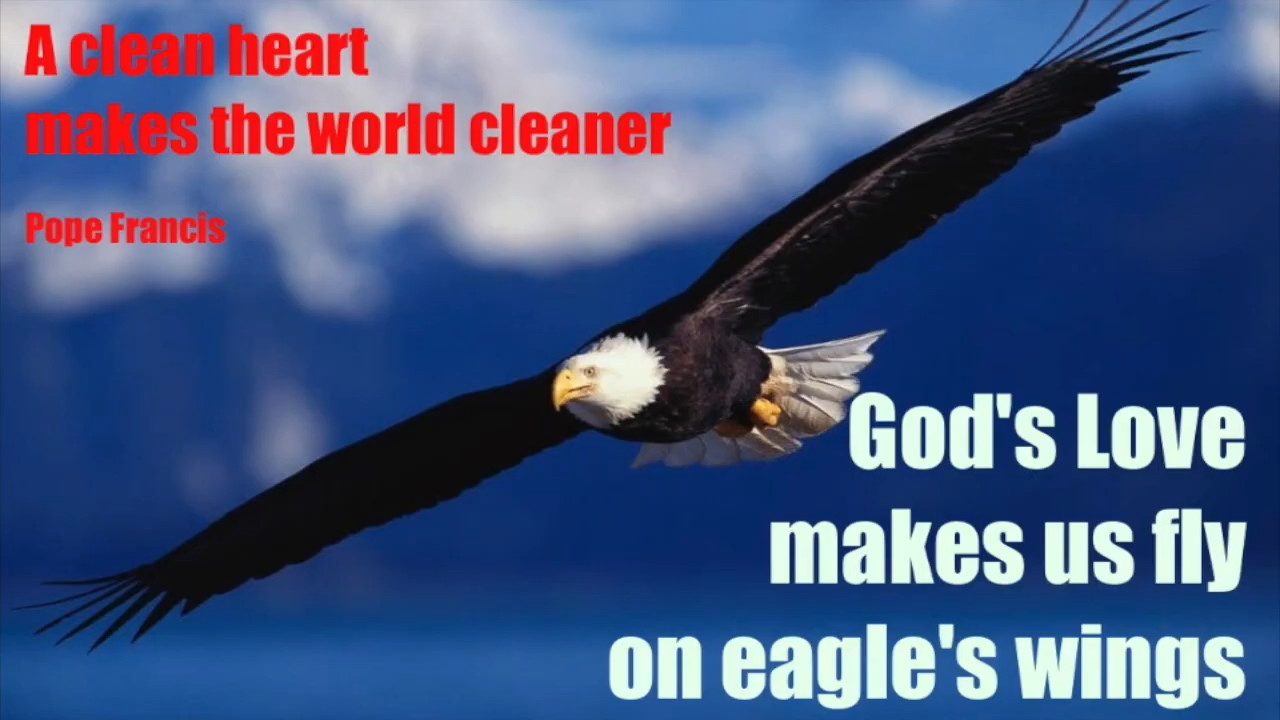 A clean heart
makes the world cleaner
Pope Francis
God's Love
makes us fly
on eagle's wings